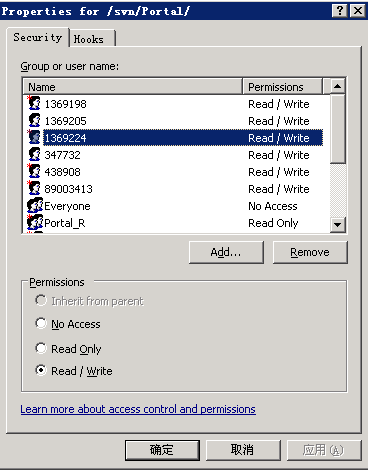 Properties for /svn/Portal/
Security Hooks
Group or user name:
Name Permissions
1369198 Read / Write
1369205 Read / Write
1369224 Read / Write
347732 Read / Write
438908 Read / Write
89003413 Read / Write
Everyone No Access
Portal_R Read Only
Add... Remove
Permissions
Inherit from parent
No Access
Read Only
Read / Write
Learn more about access control and permissions
确定 取消 应用 (A)